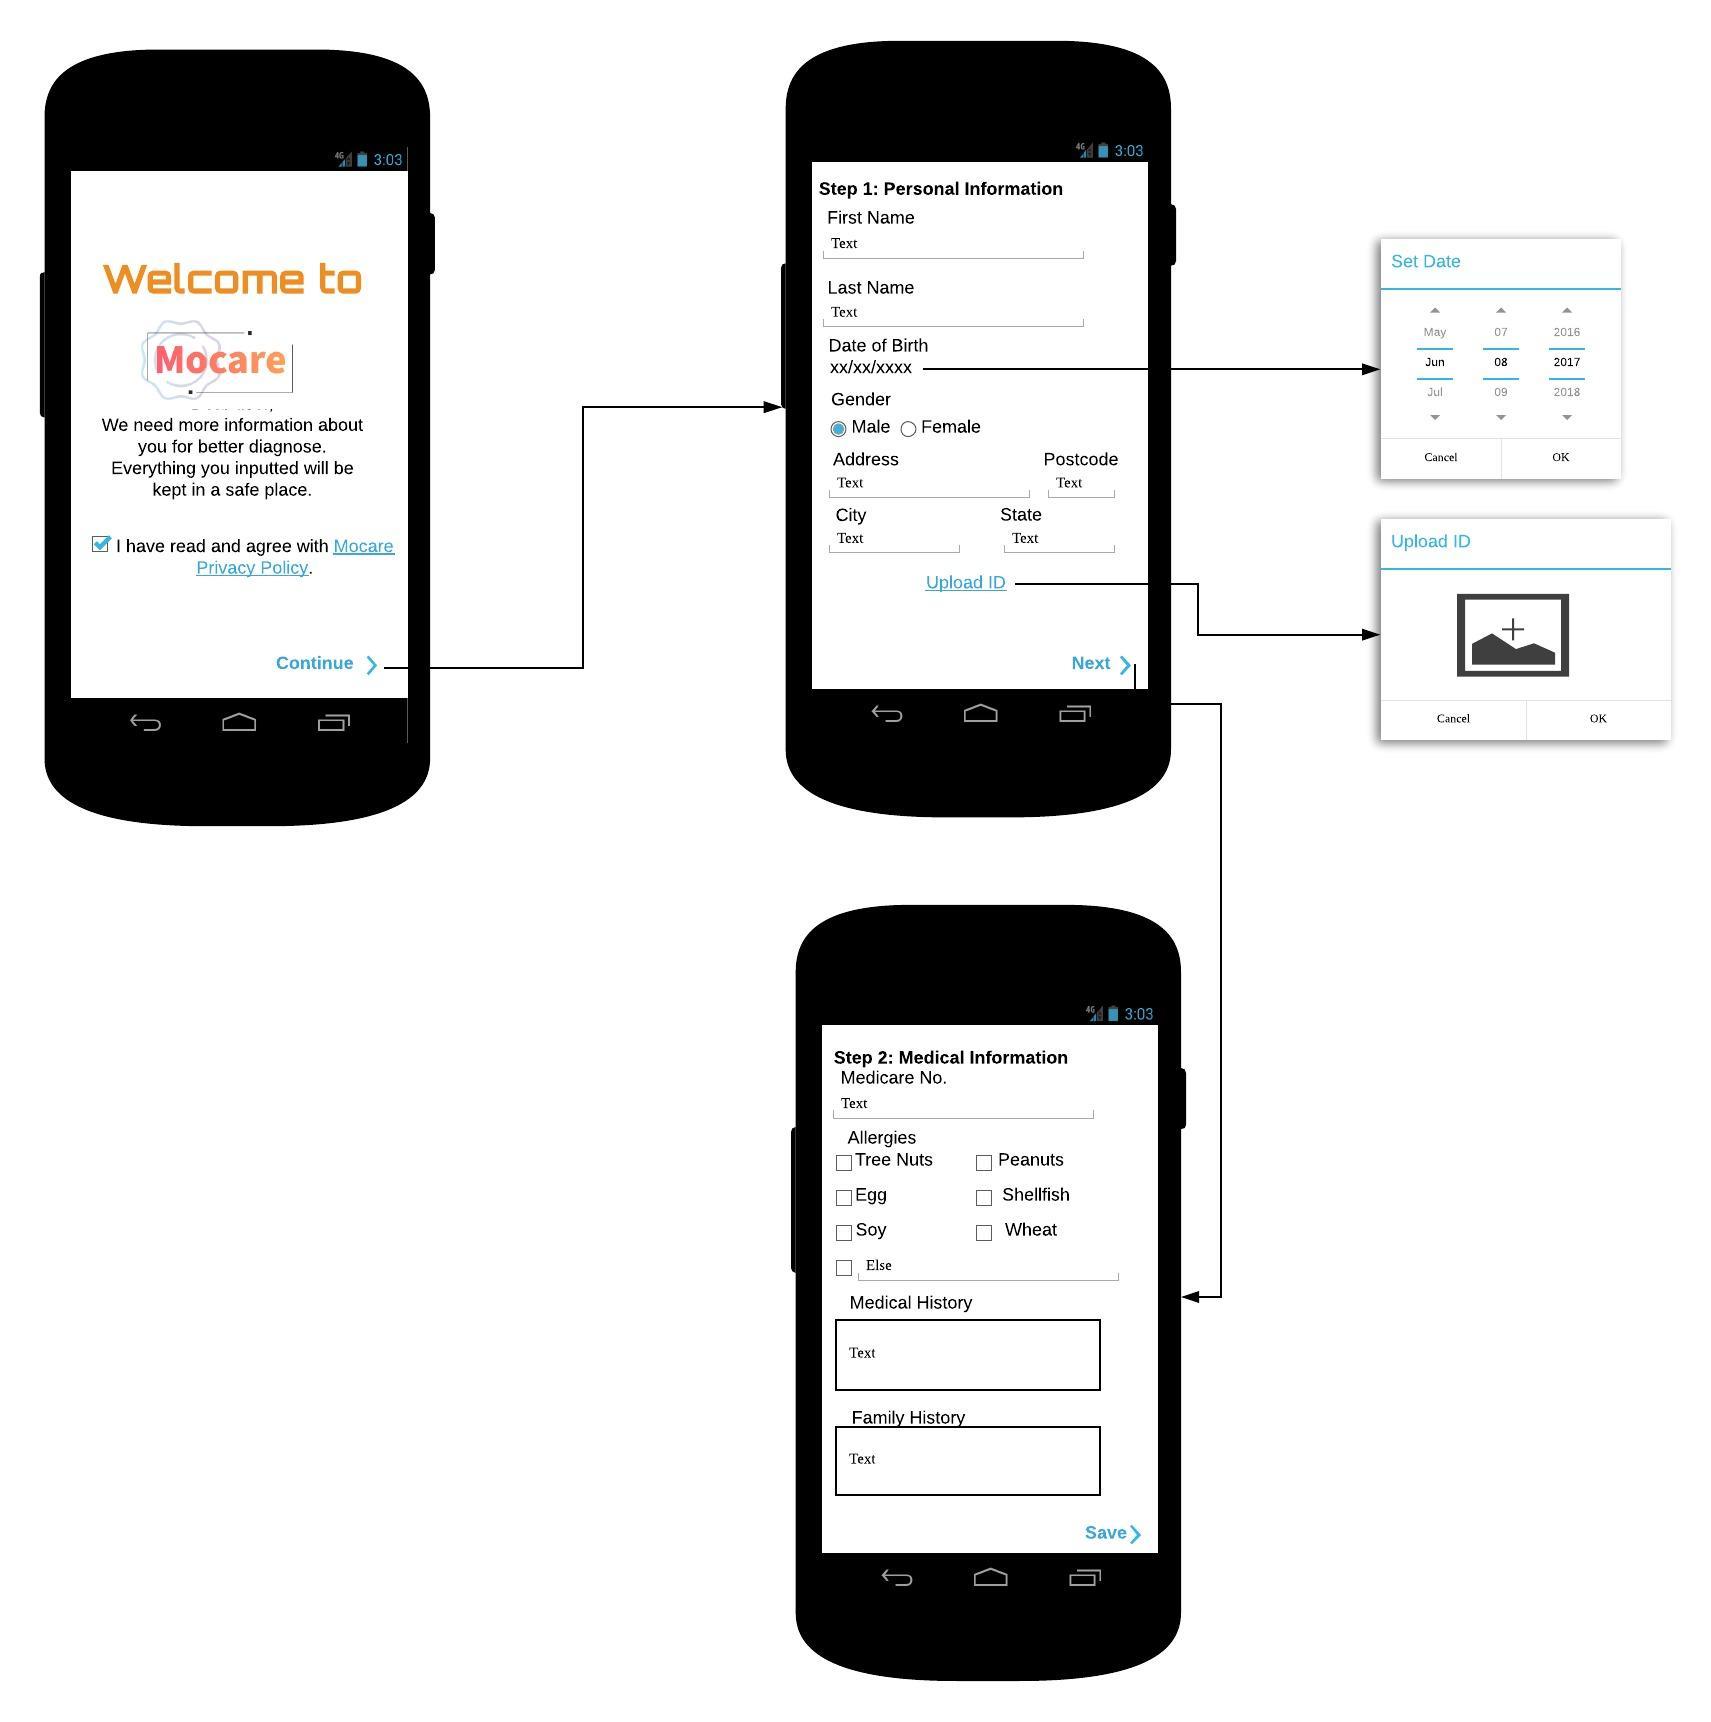 4G 3:03
Welcome to
Mocare
We need more information about
you for better diagnose.
Everything you inputted will be
kept in a safe place.
I have read and agree with Mocare
Privacy Policy.
Continue
4G 3:03
Step 1: Personal Information
First Name
Text
Last Name
Text
Date of Birth
xx/xx/xxxx
Gender
Male Female
Address Postcode
Text Text
City State
Text Text
Upload ID
Next
Set Date
May 07 2016
Jun 08 2017
Jul 09 2018
Cancel OK
Upload ID
Cancel OK
4G 3:03
Step 2: Medical Information
Medicare No.
Text
Allergies
Tree Nuts Peanuts
Egg Shellfish
Soy Wheat
Else
Medical History
Text
Family History
Text
Save